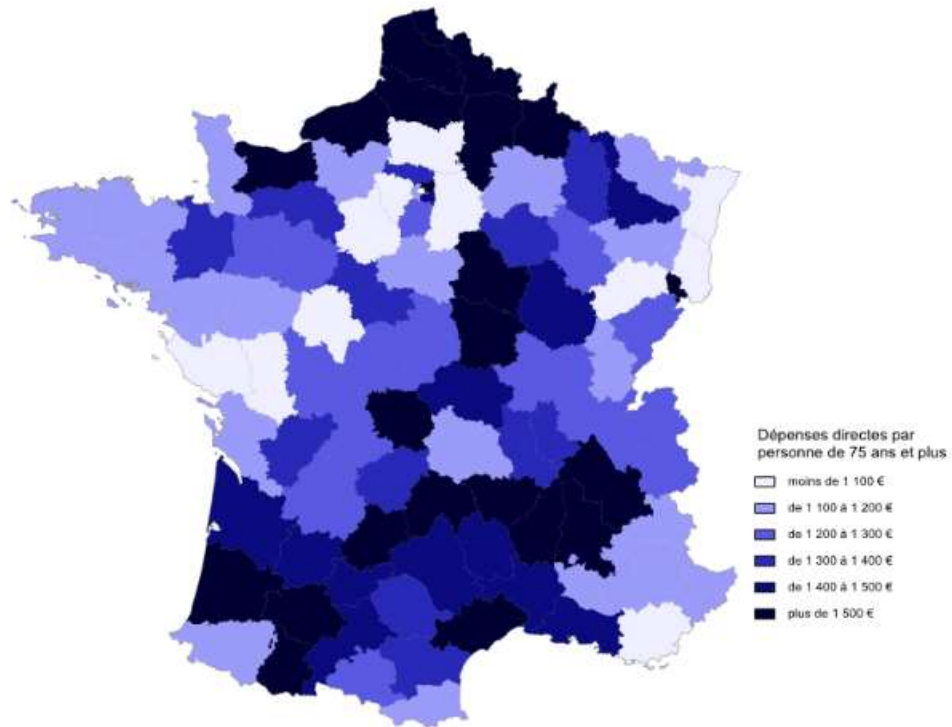 Dépenses directes par
personne de 75 ans et plus
moins de 1 100 €
de 1 100 à 1 200 €
de 1 200 à 1 300 €
de 1 300 à 1 400 €
de 1 400 à 1 500 €
plus de 1 500 €